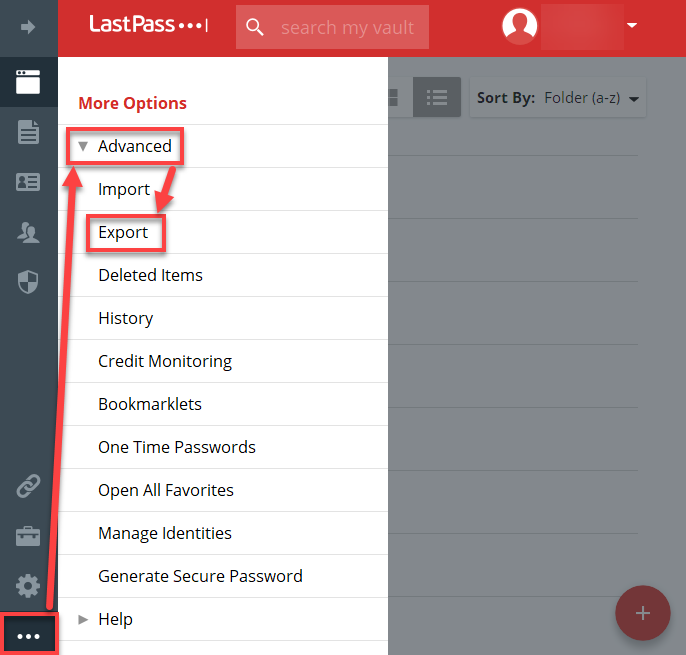 LastPass
search my vault
More Options
Sort By: Folder (a-z)
Advanced
Import
Export
Deleted Items
History
Credit Monitoring
Bookmarklets
One Time Passwords
Open All Favorites
Manage Identities
Generate Secure Password
Help